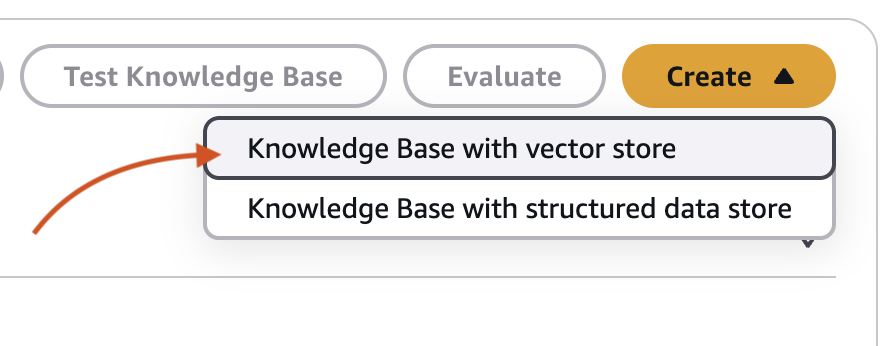 Test Knowledge Base
Evaluate
Create
Knowledge Base with vector store
Knowledge Base with structured data store